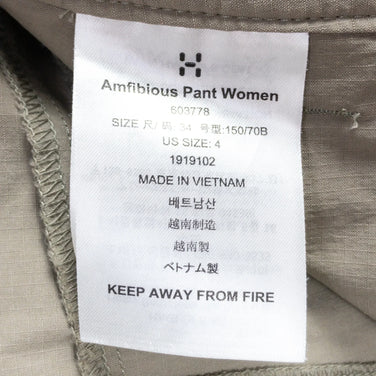 Amfibious Pant Women
603778
SIZE 尺/ 码: 34 号型:150/70B
US SIZE: 4
1919102
MADE IN VIETNAM
베트남산
越南制造
越南製
ベトナム製
KEEP AWAY FROM FIRE